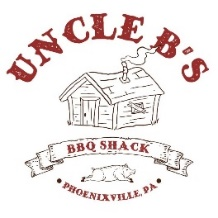 UNCLE B'S
BBQ SHACK
• PHOENIXVILLE, PA •